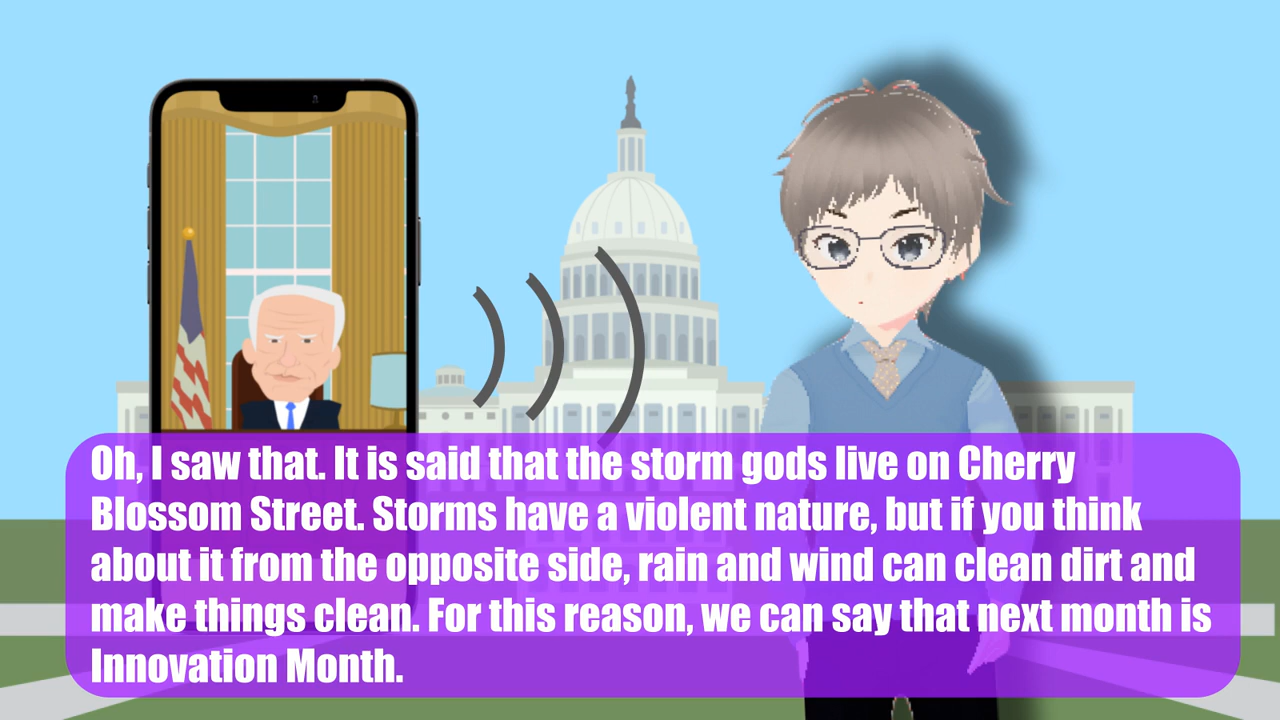 Oh, I saw that. It is said that the storm gods live on Cherry
Blossom Street. Storms have a violent nature, but if you think
about it from the opposite side, rain and wind can clean dirt and
make things clean. For this reason, we can say that next month is
Innovation Month.